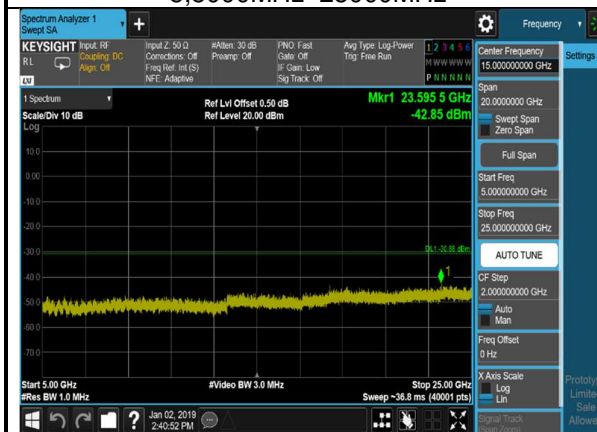 Spectrum Analyzer 1
Swept SA
Frequency
KEYSIGHT
RL
LXI
Input: RF
Coupling: DC
Align: Off
Input Z: 50 Ω
Corrections: Off
Freq Ref: Int (S)
NFE: Adaptive
#Atten: 30 dB
Preamp: Off
PNO: Fast
Gate: Off
IF Gain: Low
Sig Track: Off
Avg Type: Log-Power
Trig: Free Run
1 2 3 4 5 6
M W W W W W
P N N N N N
1 Spectrum
Scale/Div 10 dB
Log
Ref Lvl Offset 0.50 dB
Ref Level 20.00 dBm
Mkr1 23.595 5 GHz
-42.85 dBm
10.0
0.00
-10.0
-20.0
-30.0
-40.0
-50.0
-60.0
-70.0
1
Start 5.00 GHz
#Res BW 1.0 MHz
#Video BW 3.0 MHz
Stop 25.00 GHz
Sweep ~36.8 ms (40001 pts)
Jan 02, 2019
2:40:52 PM
Center Frequency
15.000000000 GHz
Settings
Span
20.0000000 GHz
Swept Span
Zero Span
Full Span
Start Freq
5.000000000 GHz
Stop Freq
25.000000000 GHz
AUTO TUNE
CF Step
2.000000000 GHz
Auto
Man
Freq Offset
0 Hz
X Axis Scale
Log
Lin
Signal Track